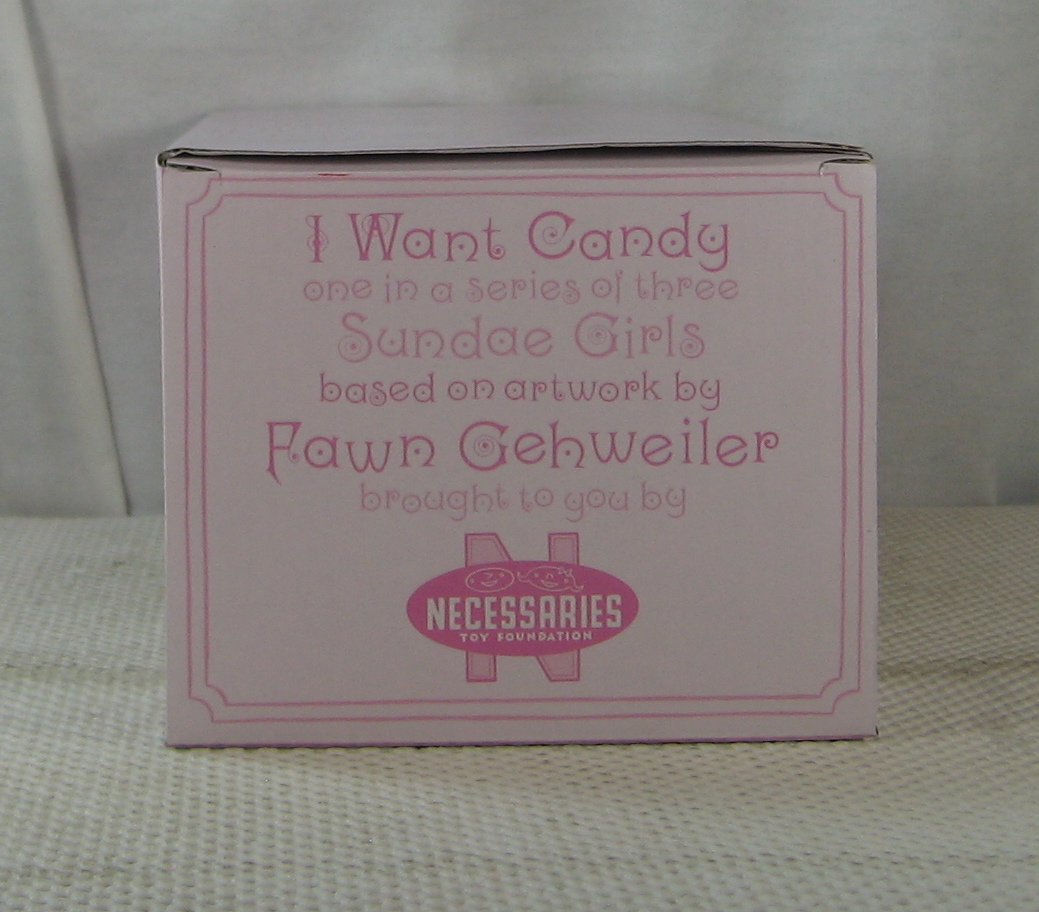 I Want Candy
one in a series of three
Sundae Girls
based on artwork by
Fawn Gehweiler
brought to you by
N
NECESSARIES
TOY FOUNDATION